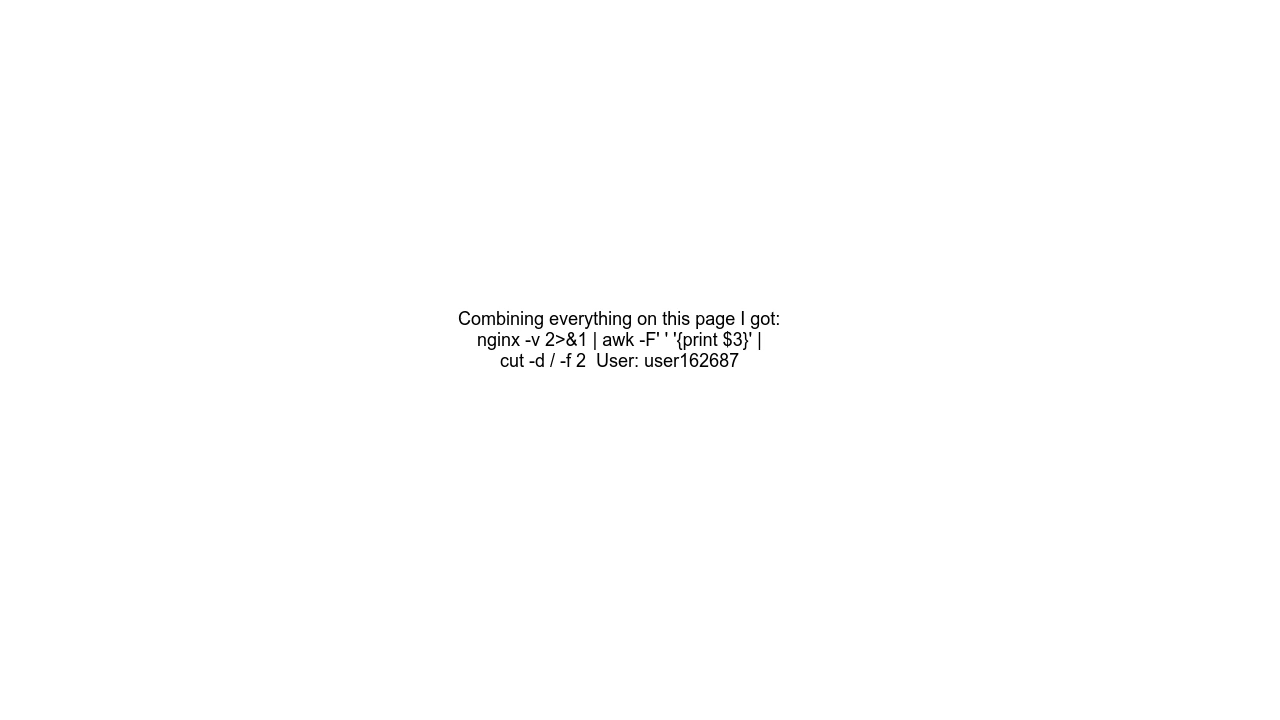 Combining everything on this page I got:
nginx -v 2>&1 | awk -F' ' '{print $3}' |
cut -d / -f 2  User: user162687